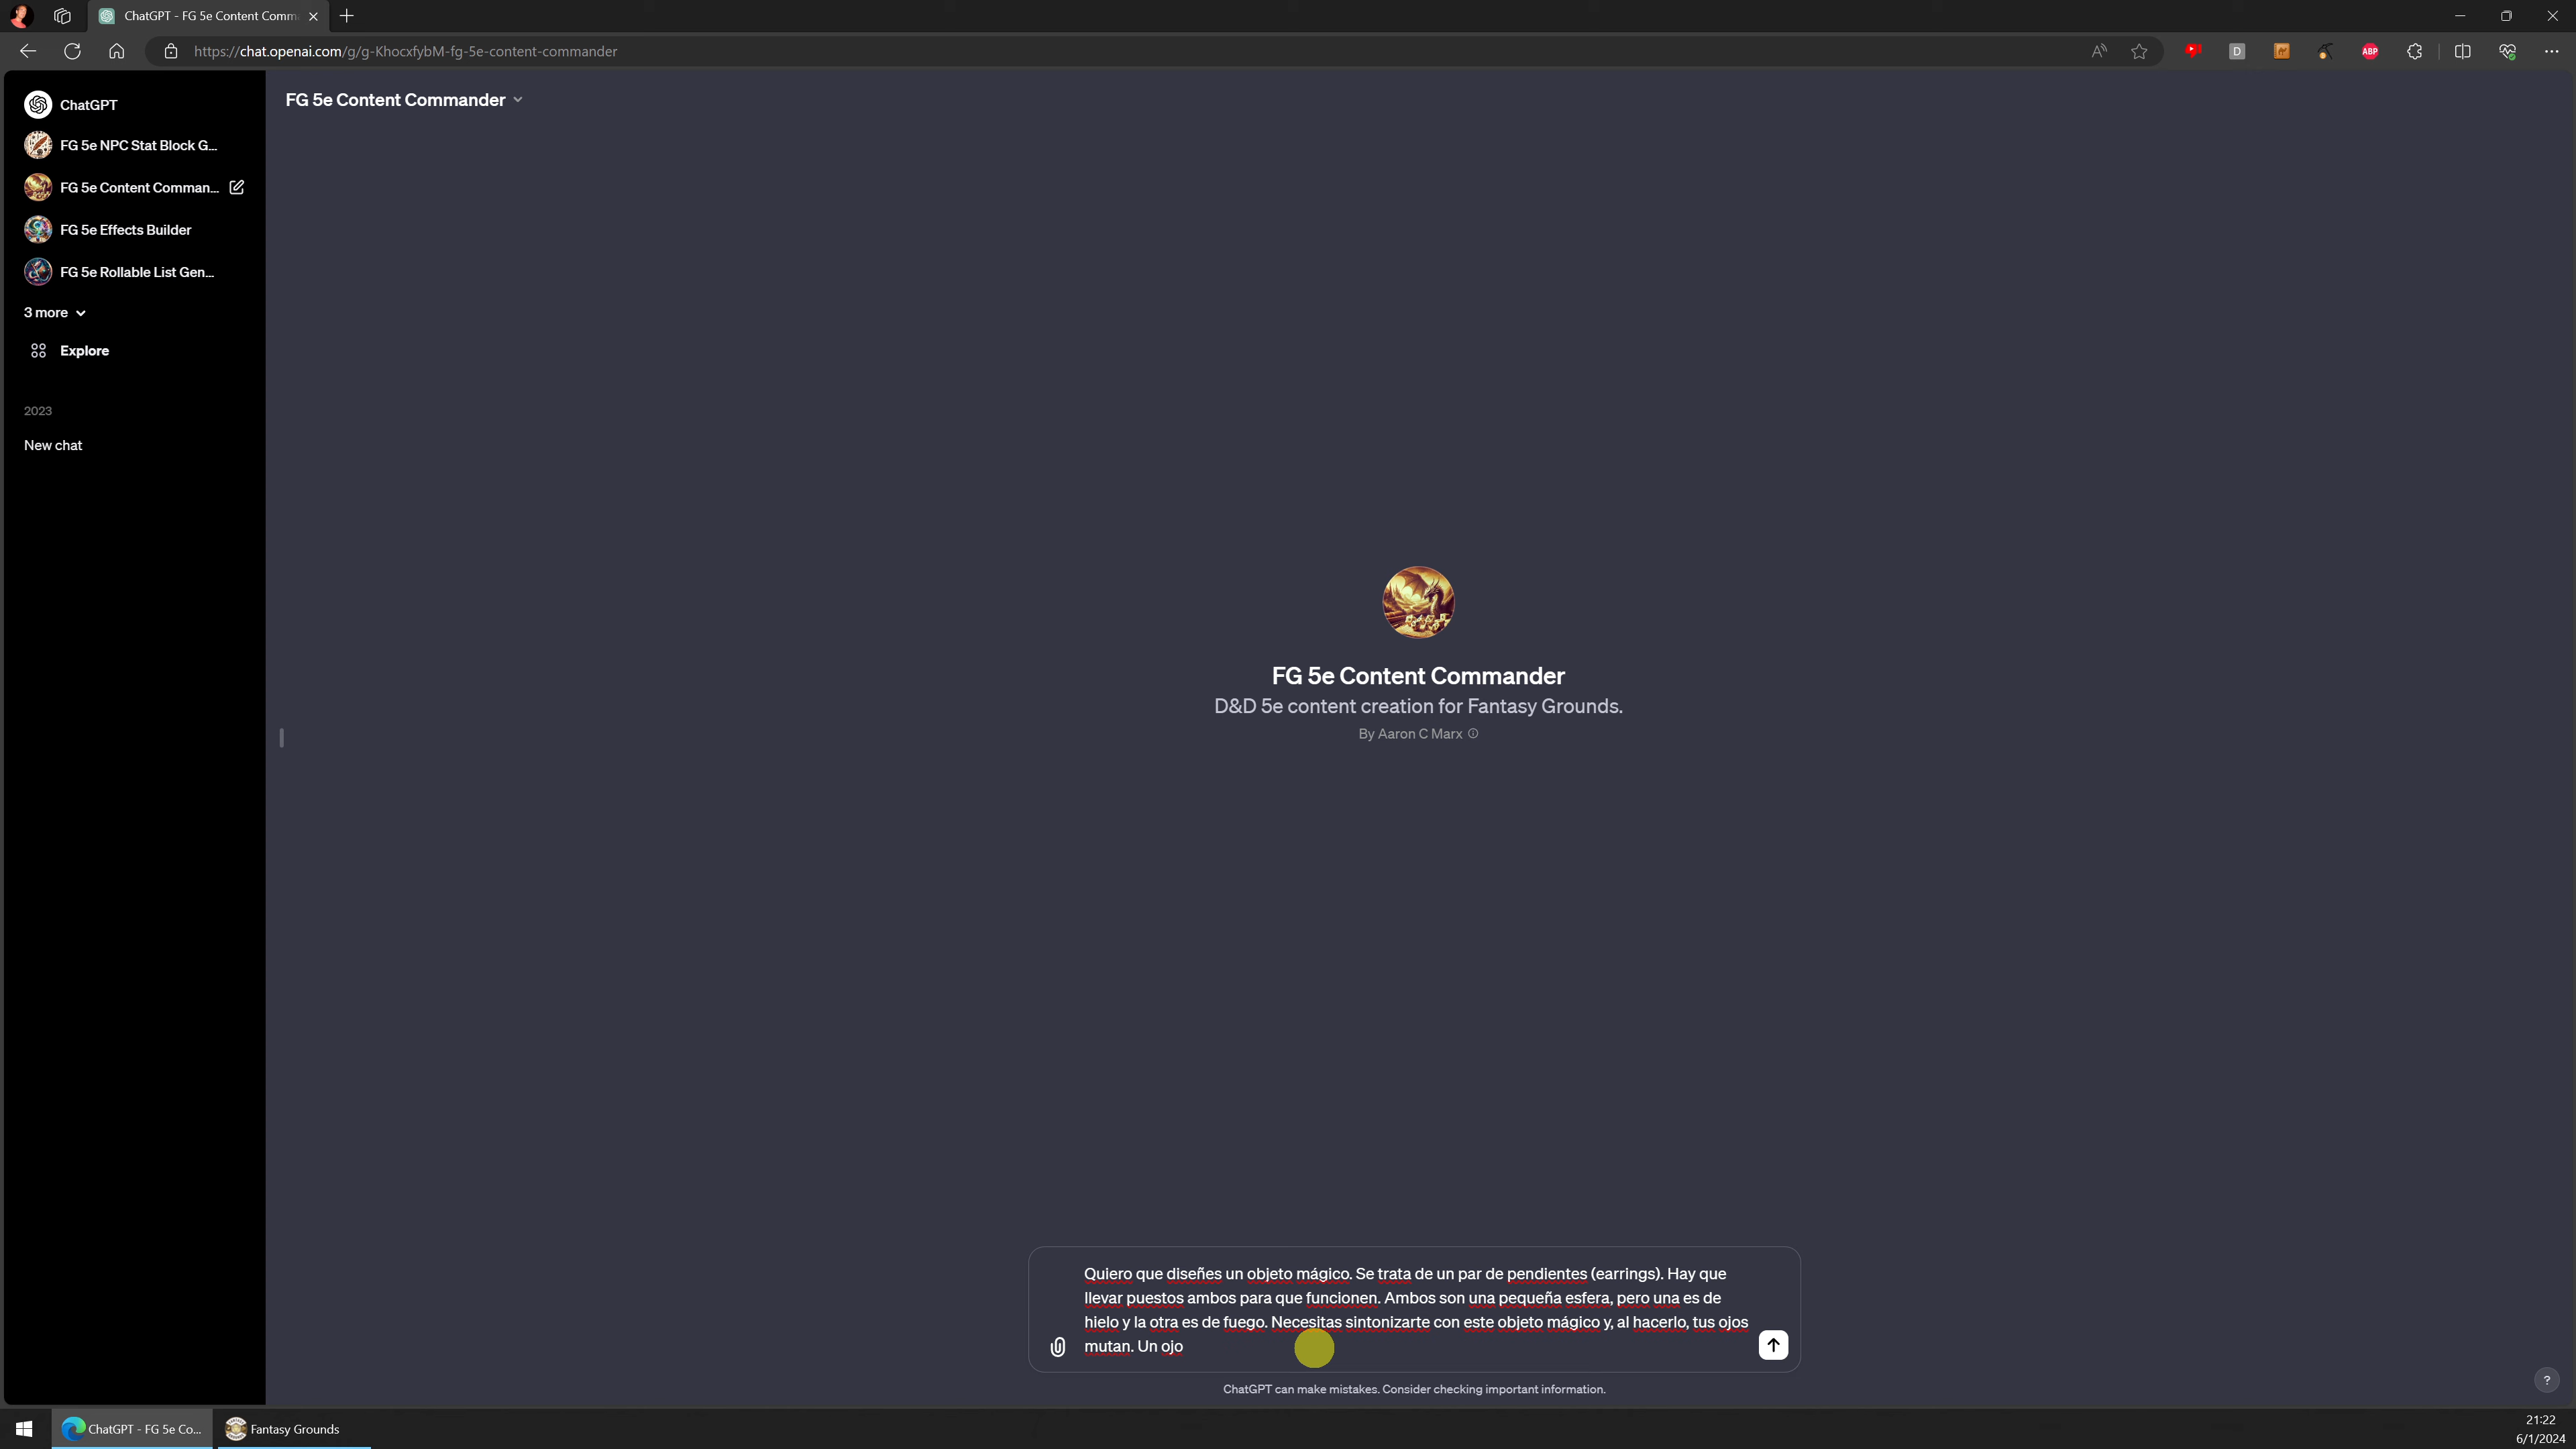 ChatGPT - FG 5e Content Comm
https://chat.openai.com/g/g-KhocxfybM-fg-5e-content-commander
D
ABP
ChatGPT
FG 5e NPC Stat Block G...
FG 5e Content Comman...
FG 5e Effects Builder
FG 5e Rollable List Gen...
3 more
Explore
2023
New chat
FG 5e Content Commander
FG 5e Content Commander
D&D 5e content creation for Fantasy Grounds.
By Aaron C Marx
Quiero que diseñes un objeto mágico. Se trata de un par de pendientes (earrings). Hay que
llevar puestos ambos para que funcionen. Ambos son una pequeña esfera, pero una es de
hielo y la otra es de fuego. Necesitas sintonizarte con este objeto mágico y, al hacerlo, tus ojos
mutan. Un ojo
ChatGPT can make mistakes. Consider checking important information.
?
ChatGPT - FG 5e Co...
Fantasy Grounds
21:22
6/1/2024